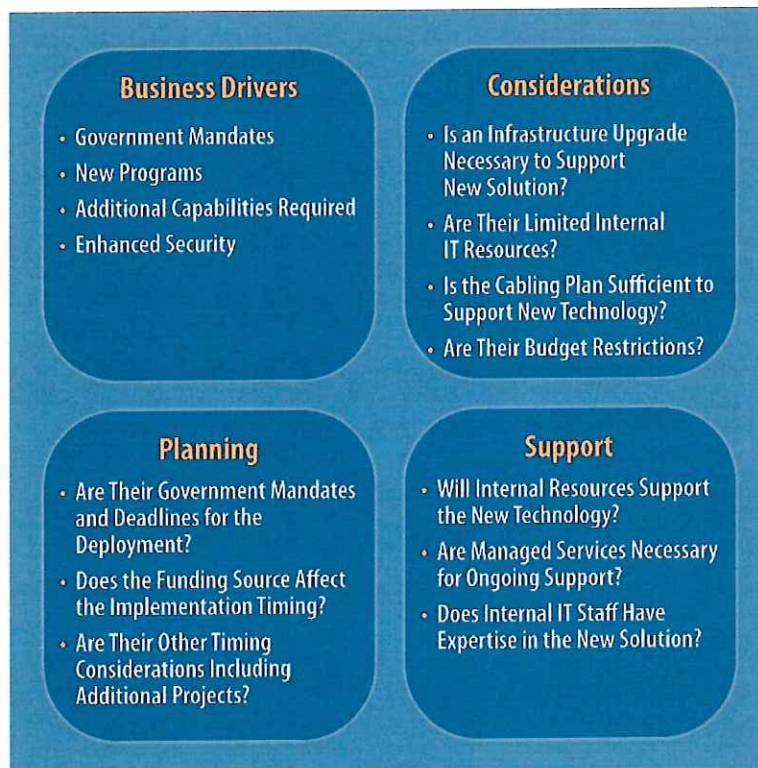 Business Drivers
• Government Mandates
• New Programs
• Additional Capabilities Required
• Enhanced Security
Considerations
• Is an Infrastructure Upgrade
Necessary to Support
New Solution?
• Are Their Limited Internal
IT Resources?
• Is the Cabling Plan Sufficient to
Support New Technology?
• Are Their Budget Restrictions?
Planning
• Are Their Government Mandates
and Deadlines for the
Deployment?
• Does the Funding Source Affect
the Implementation Timing?
• Are Their Other Timing
Considerations Including
Additional Projects?
Support
• Will Internal Resources Support
the New Technology?
• Are Managed Services Necessary
for Ongoing Support?
• Does Internal IT Staff Have
Expertise in the New Solution?